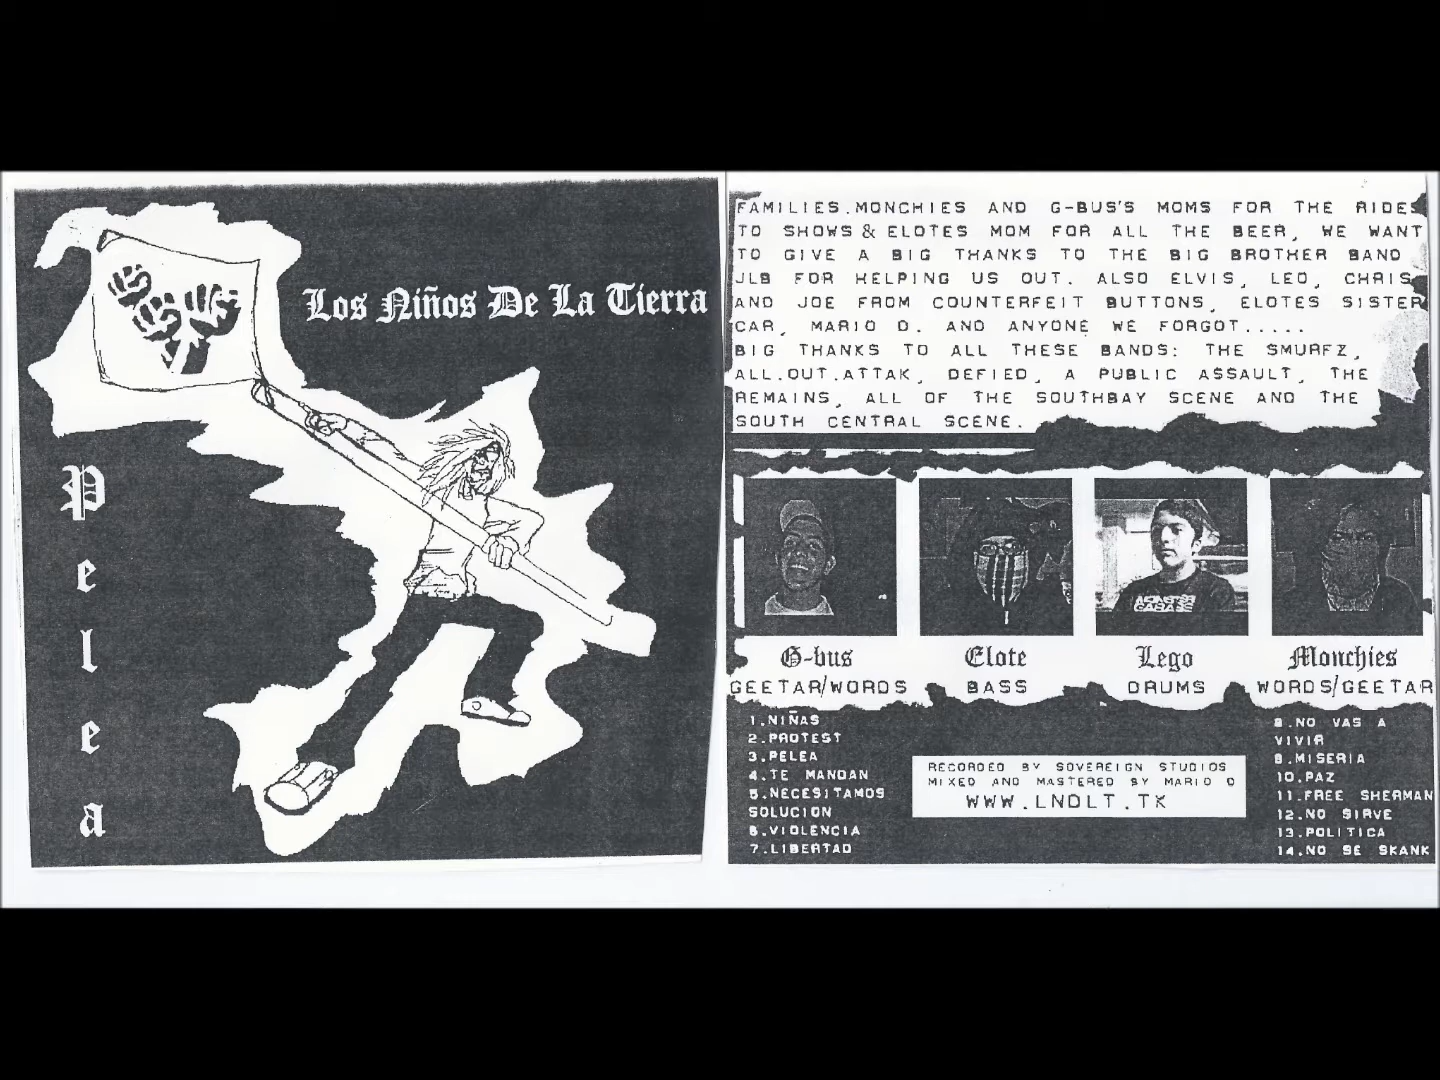 Los Niños De La Tierra
Pelea
FAMILIES.MONCHIES AND G-BUS'S MOMS FOR THE RIDES
TO SHOWS & ELOTES MOM FOR ALL THE BEER, WE WANT
TO GIVE A BIG THANKS TO THE BIG BROTHER BAND
JLB FOR HELPING US OUT. ALSO ELVIS, LEO, CHRIS
AND JOE FROM COUNTERFEIT BUTTONS, ELOTES SISTER
CAR, MARIO D. AND ANYONE WE FORGOT.....
BIG THANKS TO ALL THESE BANDS: THE SMURFZ,
ALL.OUT.ATTAK, DEFIED, A PUBLIC ASSAULT, THE
REMAINS, ALL OF THE SOUTHBAY SCENE AND THE
SOUTH CENTRAL SCENE.
MONSTER
GARAGE
G-bus Elote Lego Monchies
GEETAR/WORDS BASS DRUMS WORDS/GEETAR
1.NIÑAS
2.PROTEST
3.PELEA
4.TE MANDAN
5.NECESITAMOS
SOLUCION
6.VIOLENCIA
7.LIBERTAD
RECORDED BY SOVEREIGN STUDIOS
MIXED AND MASTERED BY MARIO D
WWW.LNDLT.TK
8.NO VAS A
VIVIR
9.MISERIA
10.PAZ
11.FREE SHERMAN
12.NO SIRVE
13.POLITICA
14.NO SE SKANK